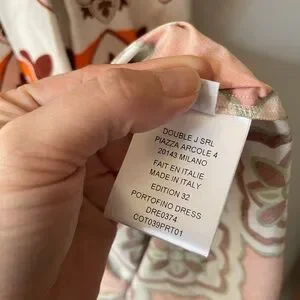 DOUBLE J SRL
PIAZZA ARCOLE 4
20143 MILANO
FAIT EN ITALIE
MADE IN ITALY
EDITION 32
PORTOFINO DRESS
DRE0374
COT039PRT01